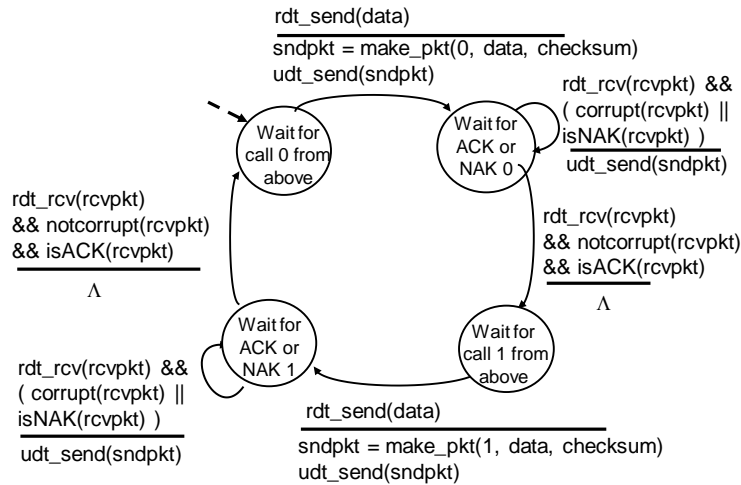 rdt_send(data)
sndpkt = make_pkt(0, data, checksum)
udt_send(sndpkt)
rdt_rcv(rcvpkt) &&
( corrupt(rcvpkt) ||
isNAK(rcvpkt) )
udt_send(sndpkt)
Wait for
call 0 from
above
Wait for
ACK or
NAK 0
rdt_rcv(rcvpkt)
&& notcorrupt(rcvpkt)
&& isACK(rcvpkt)
Λ
rdt_rcv(rcvpkt)
&& notcorrupt(rcvpkt)
&& isACK(rcvpkt)
Λ
Wait for
ACK or
NAK 1
Wait for
call 1 from
above
rdt_rcv(rcvpkt) &&
( corrupt(rcvpkt) ||
isNAK(rcvpkt) )
udt_send(sndpkt)
rdt_send(data)
sndpkt = make_pkt(1, data, checksum)
udt_send(sndpkt)